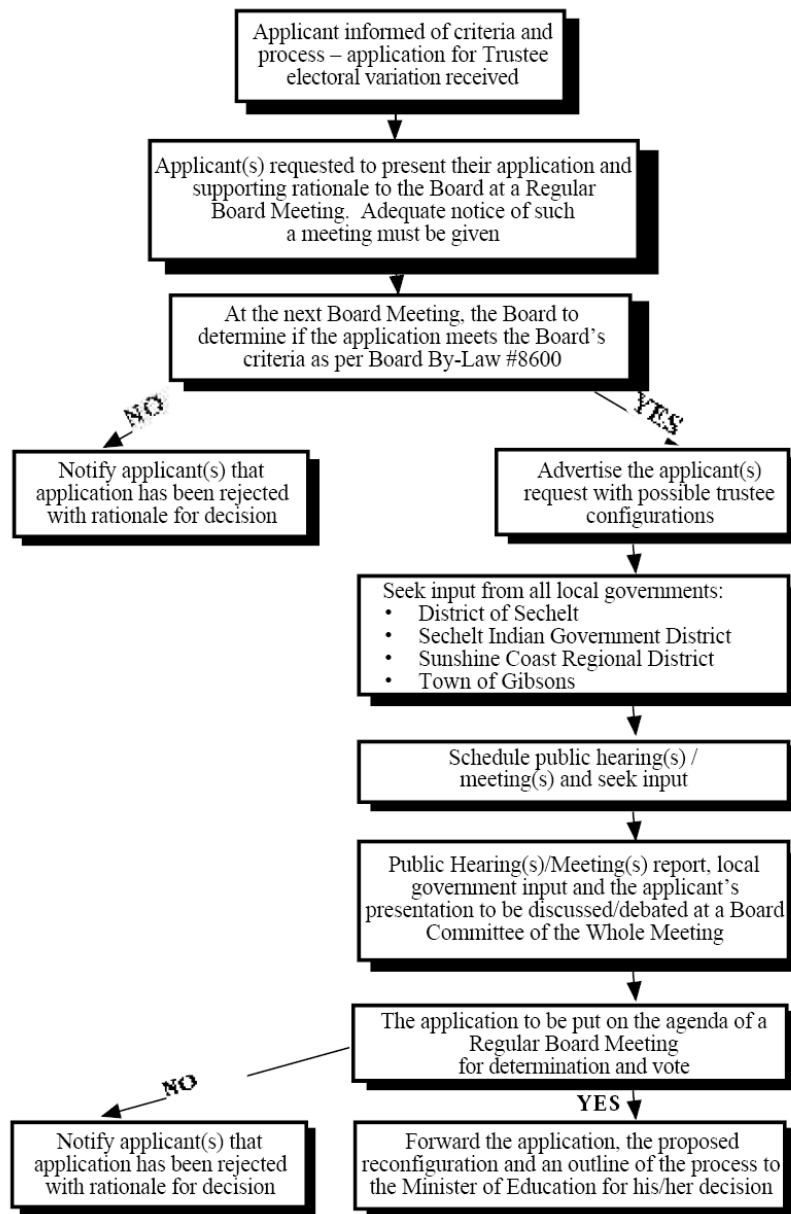 Applicant informed of criteria and
process – application for Trustee
electoral variation received
Applicant(s) requested to present their application and
supporting rationale to the Board at a Regular
Board Meeting.  Adequate notice of such
a meeting must be given
At the next Board Meeting, the Board to
determine if the application meets the Board's
criteria as per Board By-Law #8600
NO
YES
Notify applicant(s) that
application has been rejected
with rationale for decision
Advertise the applicant(s)
request with possible trustee
configurations
Seek input from all local governments:
• District of Sechelt
• Sechelt Indian Government District
• Sunshine Coast Regional District
• Town of Gibsons
Schedule public hearing(s) /
meeting(s) and seek input
Public Hearing(s)/Meeting(s) report, local
government input and the applicant's
presentation to be discussed/debated at a Board
Committee of the Whole Meeting
The application to be put on the agenda of a
Regular Board Meeting
for determination and vote
NO
YES
Notify applicant(s) that
application has been rejected
with rationale for decision
Forward the application, the proposed
reconfiguration and an outline of the process to
the Minister of Education for his/her decision